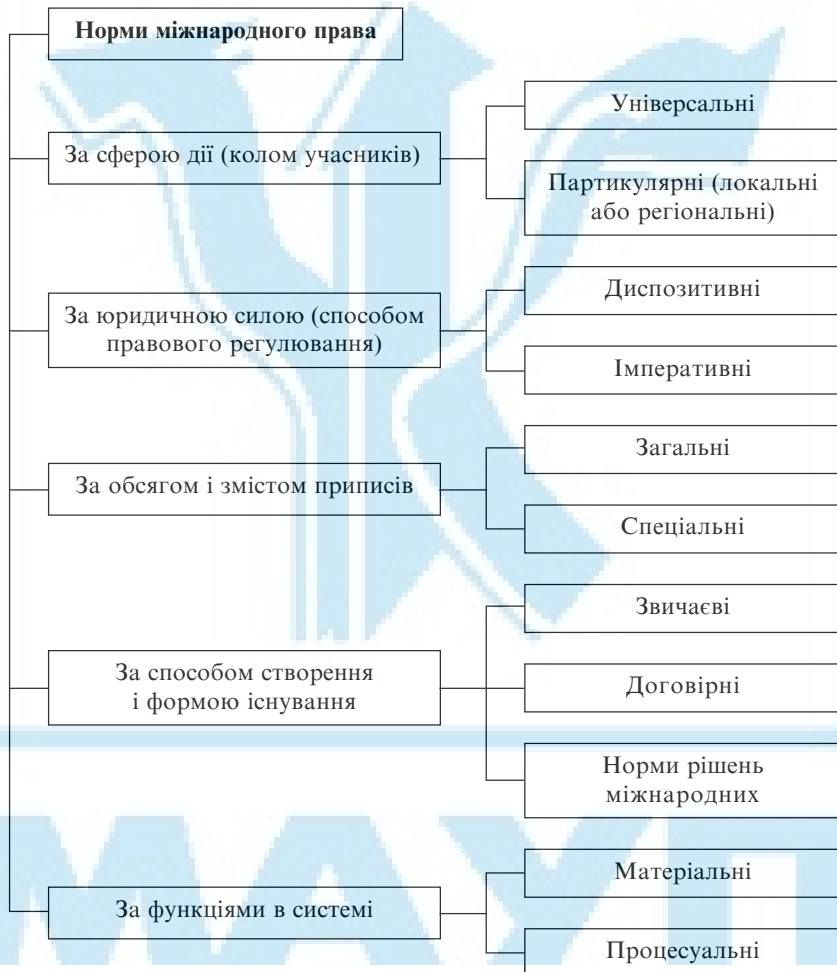 Норми міжнародного права
За сферою дії (колом учасників)
Універсальні
Партикулярні (локальні
або регіональні)
За юридичною силою (способом
правового регулювання)
Диспозитивні
Імперативні
За обсягом і змістом приписів
Загальні
Спеціальні
За способом створення
і формою існування
Звичаєві
Договірні
Норми рішень
міжнародних
За функціями в системі
Матеріальні
Процесуальні
МАУП